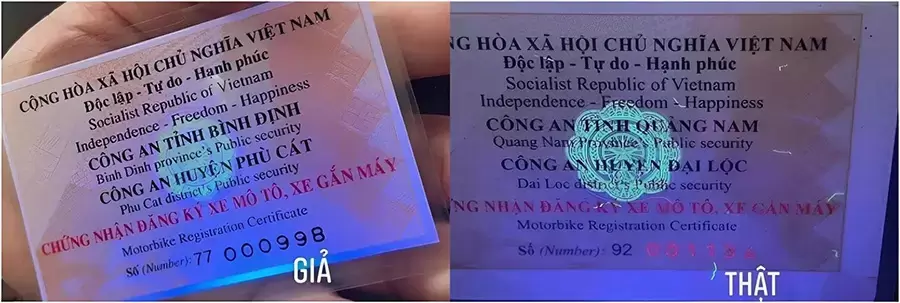 CỘNG HÒA XÃ HỘI CHỦ NGHĨA VIỆT NAM
Độc lập - Tự do - Hạnh phúc
Socialist Republic of Vietnam
Independence - Freedom - Happiness
CÔNG AN TỈNH BÌNH ĐỊNH
Binh Dinh province's Public security
CÔNG AN HUYỆN PHÙ CÁT
Phu Cat district's Public security
CHỨNG NHẬN ĐĂNG KÝ XE MÔ TÔ, XE GẮN MÁY
Motorbike Registration Certificate
Số (Number): 77 000998
GIẢ
NG HÒA XÃ HỘI CHỦ NGHĨA VIỆT NAM
Độc lập - Tự do - Hạnh phúc
Socialist Republic of Vietnam
Independence - Freedom - Happiness
CÔNG AN TỈNH QUẢNG NAM
Quang Nam Province's Public security
CÔNG AN HUYỆN ĐẠI LỘC
Dai Loc district's Public security
ỨNG NHẬN ĐĂNG KÝ XE MÔ TÔ, XE GẮN MÁY
Motorbike Registration Certificate
Số (Number): 92
THẬT